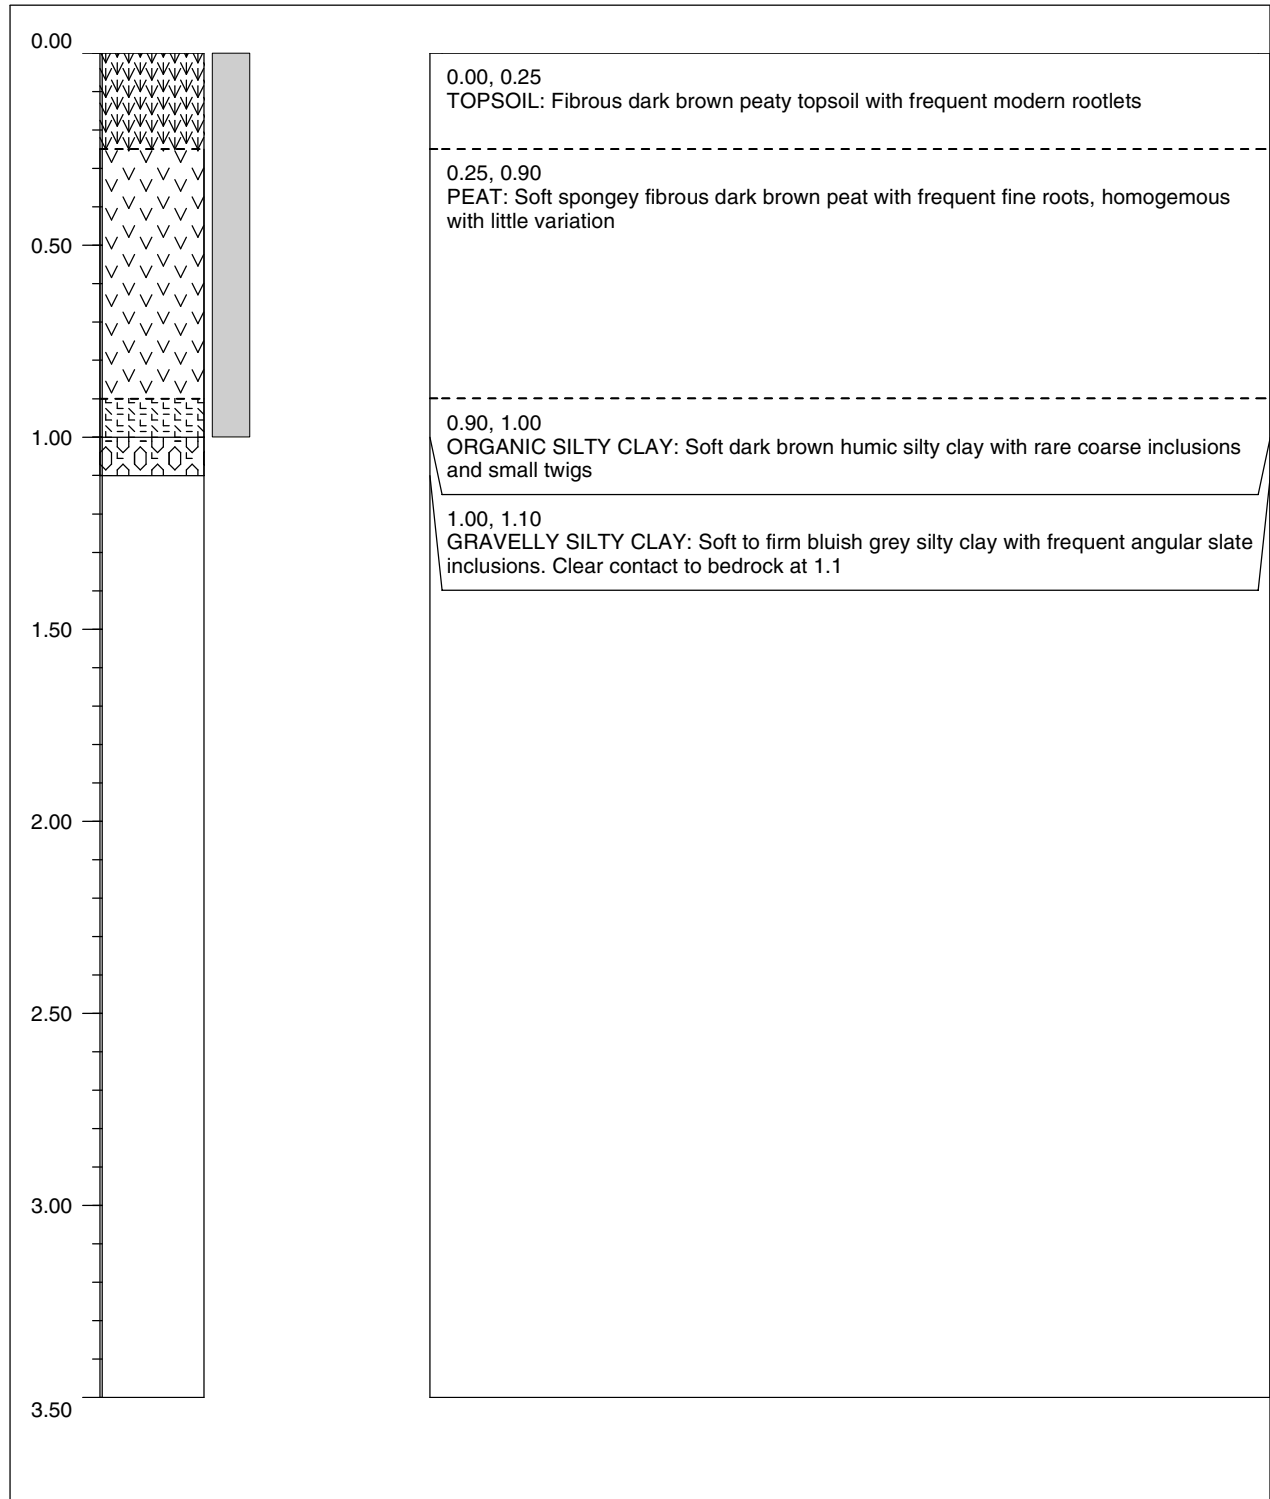 0.00
0.00, 0.25
TOPSOIL: Fibrous dark brown peaty topsoil with frequent modern rootlets
0.25, 0.90
PEAT: Soft spongey fibrous dark brown peat with frequent fine roots, homogemous
with little variation
0.50
0.90, 1.00
1.00
ORGANIC SILTY CLAY: Soft dark brown humic silty clay with rare coarse inclusions
and small twigs
1.00, 1.10
GRAVELLY SILTY CLAY: Soft to firm bluish grey silty clay with frequent angular slate
inclusions. Clear contact to bedrock at 1.1
1.50
2.00
2.50
3.00
3.50